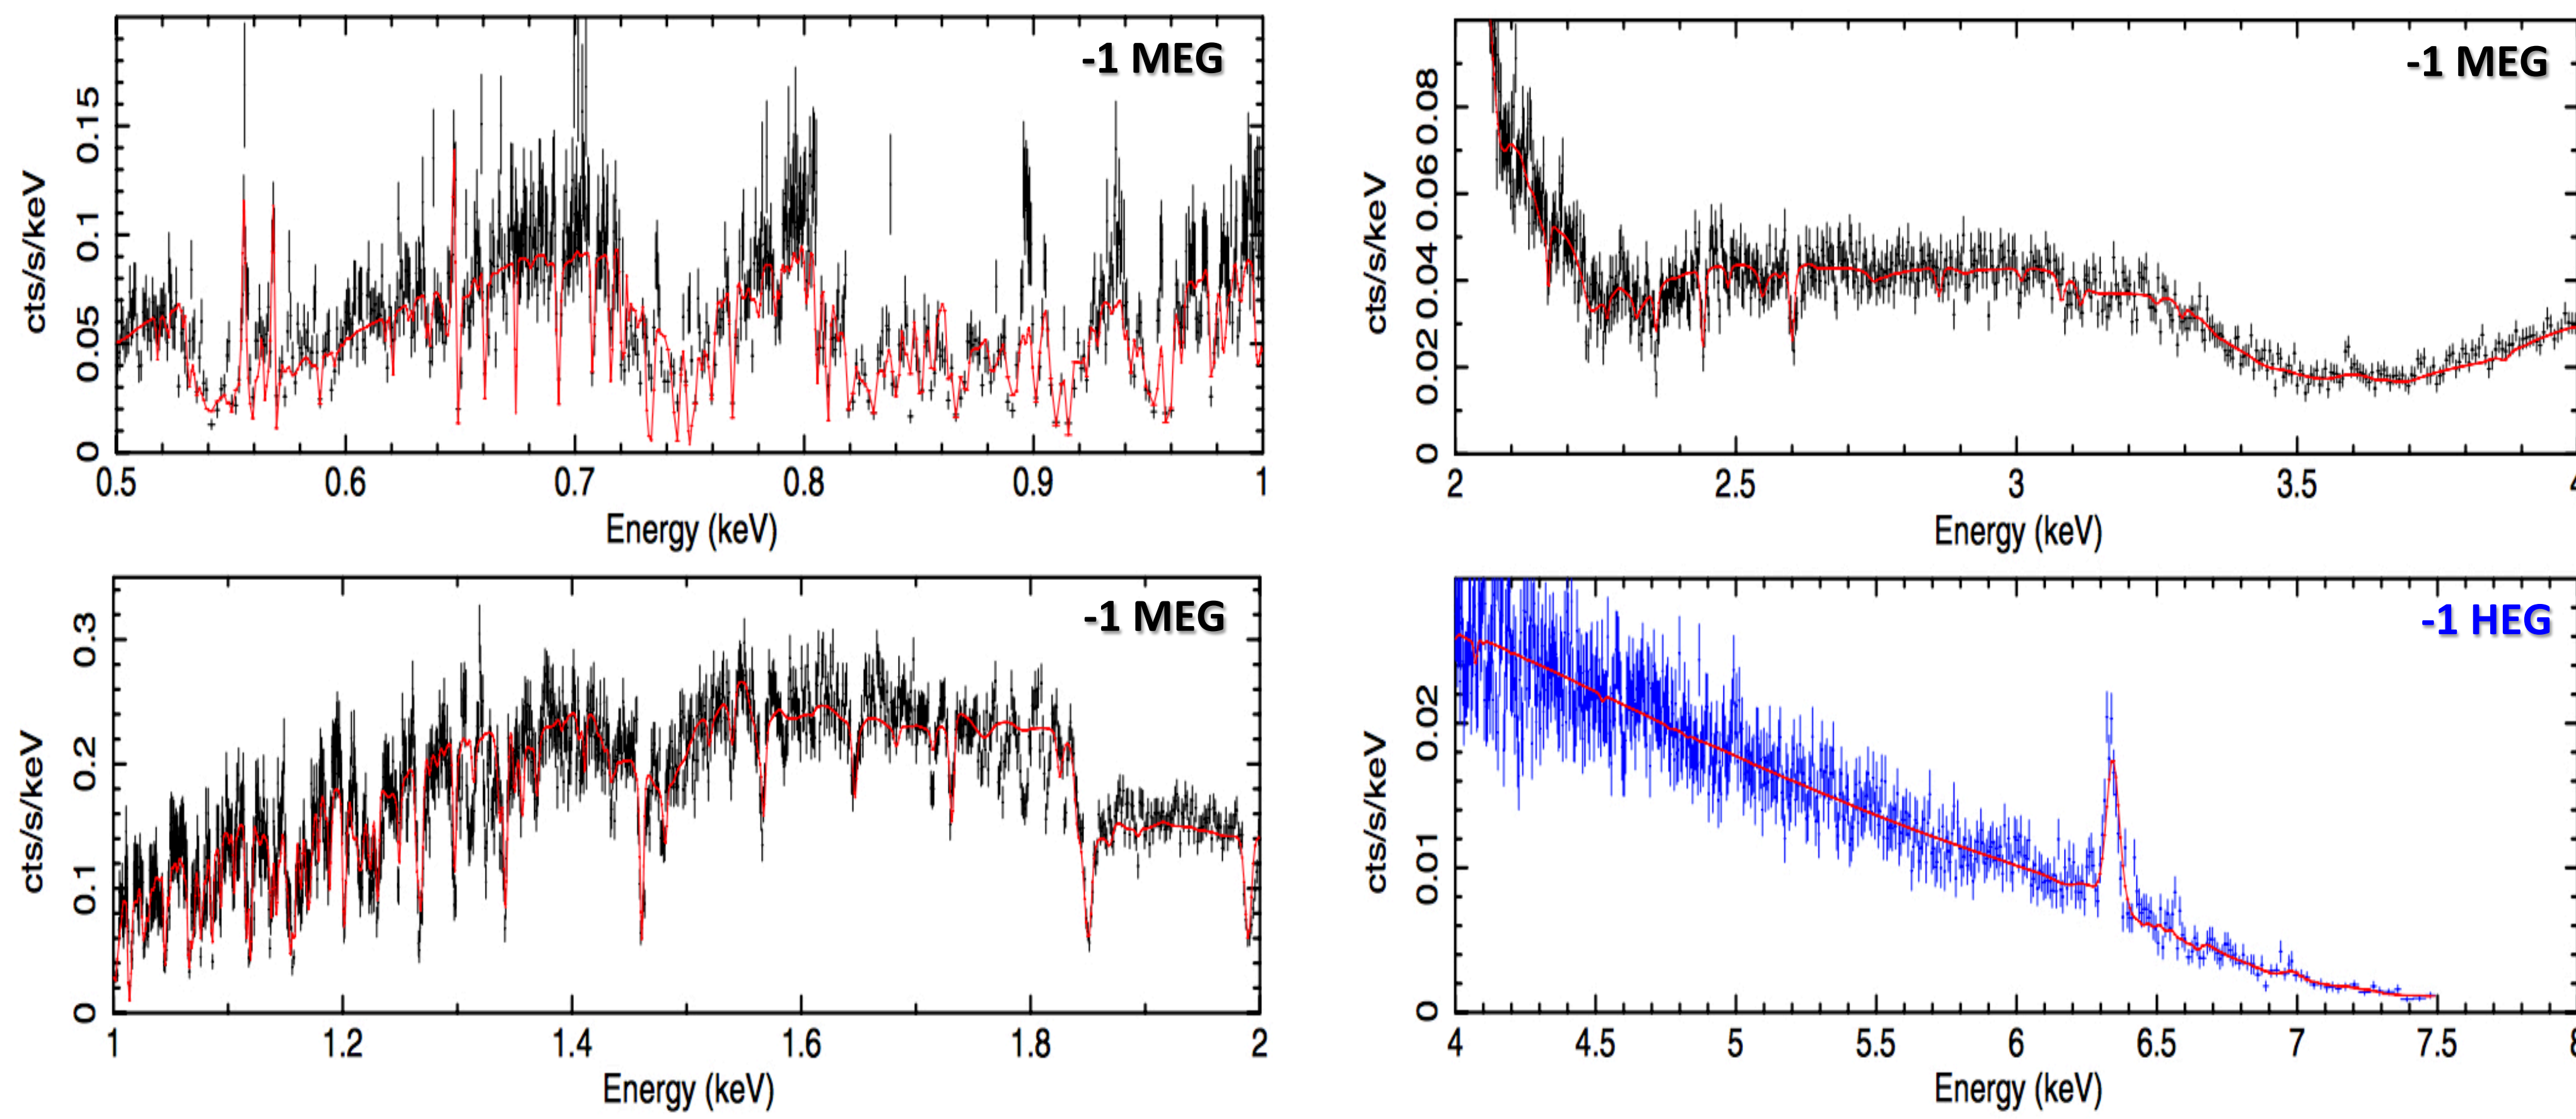 -1 MEG
cts/s/keV
0 0.05 0.1 0.15
0.5 0.6 0.7 0.8 0.9 1
Energy (keV)
-1 MEG
cts/s/keV
0 0.02 0.04 0.06 0.08
2 2.5 3 3.5 4
Energy (keV)
-1 MEG
cts/s/keV
0 0.1 0.2 0.3
1 1.2 1.4 1.6 1.8 2
Energy (keV)
-1 HEG
cts/s/keV
0 0.01 0.02
4 4.5 5 5.5 6 6.5 7 7.5 8
Energy (keV)